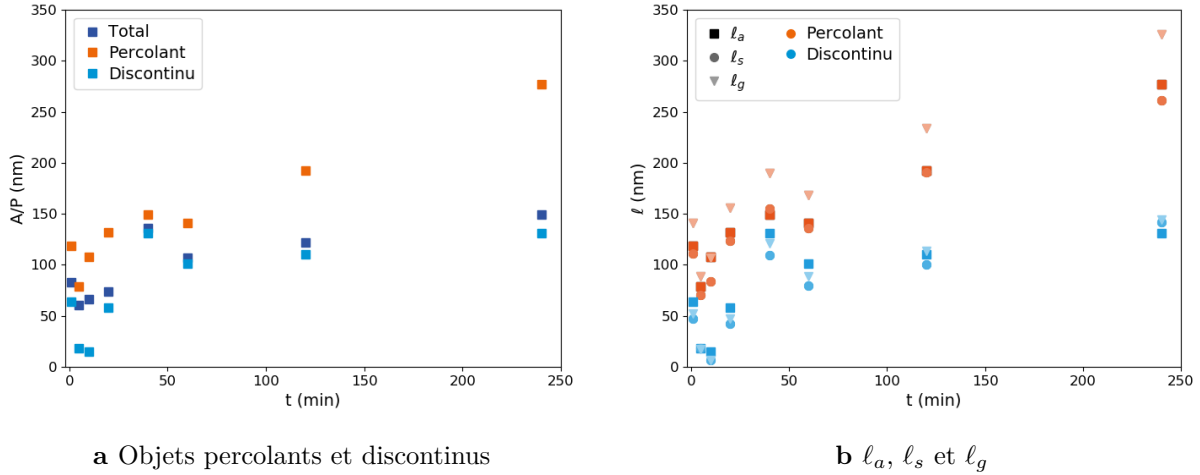 350
300
250
200
150
100
50
0
A/P (nm)
Total
Percolant
Discontinu
0 50 100 150 200 250
t (min)
a Objets percolants et discontinus
350
300
250
200
150
100
50
0
ℓ (nm)
ℓa Percolant
ℓs Discontinu
ℓg
0 50 100 150 200 250
t (min)
b ℓa, ℓs et ℓg